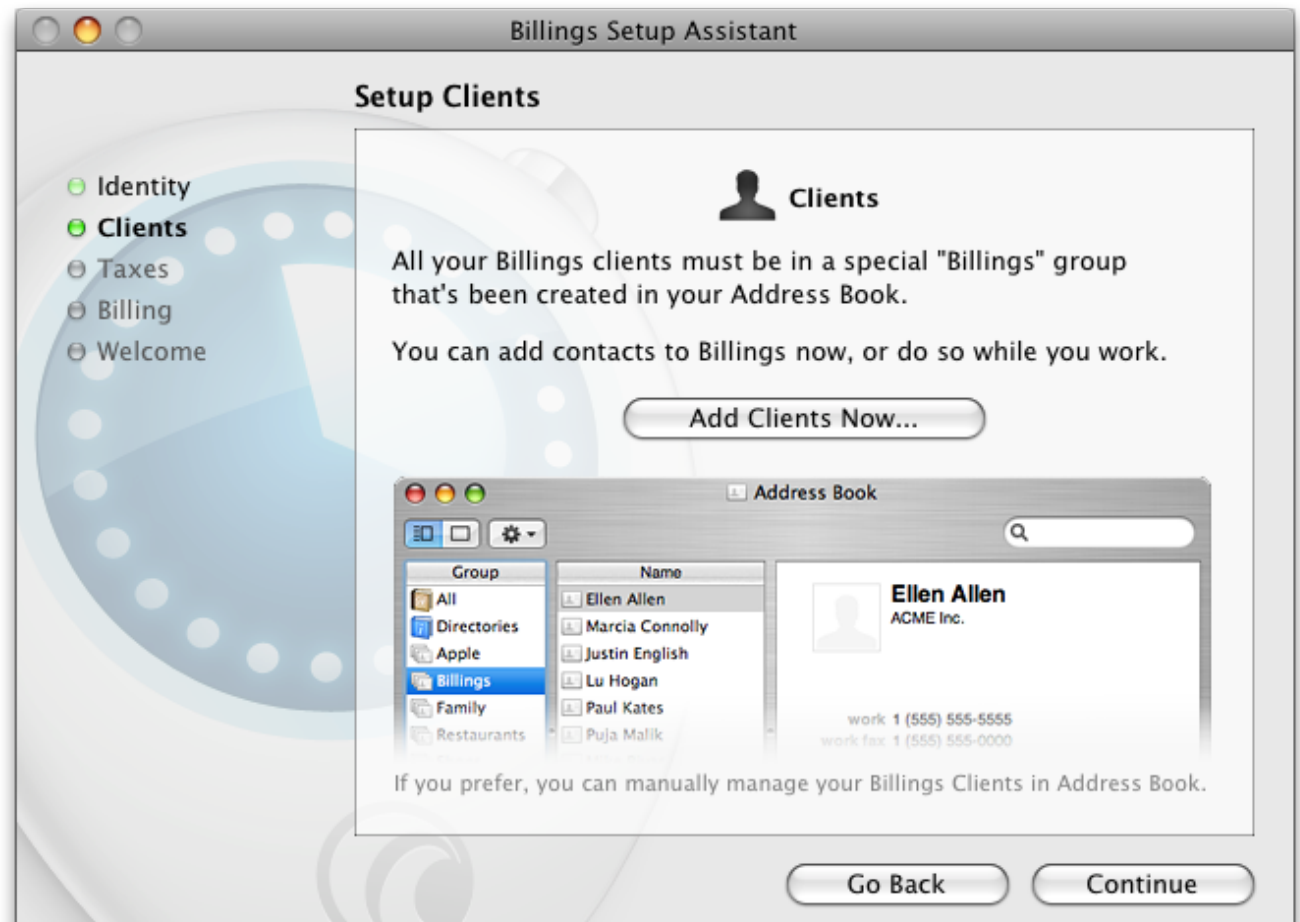 Billings Setup Assistant
Setup Clients
Identity
Clients
Taxes
Billing
Welcome
Clients
All your Billings clients must be in a special "Billings" group
that's been created in your Address Book.
You can add contacts to Billings now, or do so while you work.
Add Clients Now...
Address Book
Group
All
Directories
Apple
Billings
Family
Restaurants
Name
Ellen Allen
Marcia Connolly
Justin English
Lu Hogan
Paul Kates
Puja Malik
Ellen Allen
ACME Inc.
work 1 (555) 555-5555
work fax 1 (555) 555-0000
If you prefer, you can manually manage your Billings Clients in Address Book.
Go Back
Continue